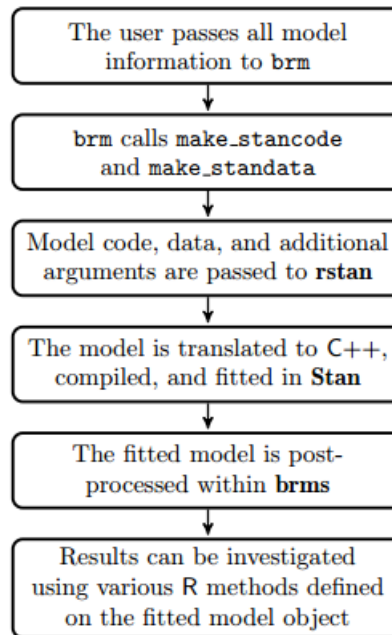 The user passes all model
information to brm
brm calls make_stancode
and make_standata
Model code, data, and additional
arguments are passed to rstan
The model is translated to C++,
compiled, and fitted in Stan
The fitted model is post-
processed within brms
Results can be investigated
using various R methods defined
on the fitted model object